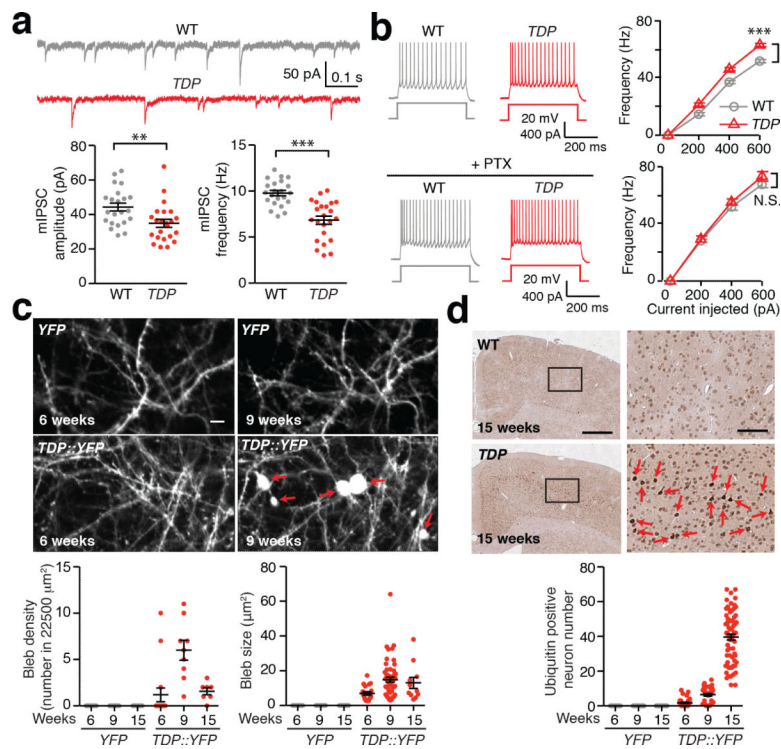 a
WT
50 pA
0.1 s
TDP
**
mIPSC
amplitude (pA)
80
60
40
20
0
WT TDP
***
mIPSC
frequency (Hz)
15
10
5
0
WT TDP
b
WT TDP
20 mV
400 pA
200 ms
Frequency (Hz)
80
40
0
0 200 400 600
***
WT
TDP
+ PTX
WT TDP
20 mV
400 pA
200 ms
Frequency (Hz)
80
40
0
N.S.
0 200 400 600
Current injected (pA)
c
YFP
6 weeks
YFP
9 weeks
TDP::YFP
6 weeks
TDP::YFP
9 weeks
Bleb density
(number in 22500 µm²)
15
10
5
0
Weeks 6 9 15 6 9 15
YFP TDP::YFP
Bleb size (µm²)
80
60
40
20
0
Weeks 6 9 15 6 9 15
YFP TDP::YFP
d
WT
15 weeks
TDP
15 weeks
Ubiquitin positive
neuron number
80
60
40
20
0
Weeks 6 9 15 6 9 15
YFP TDP::YFP